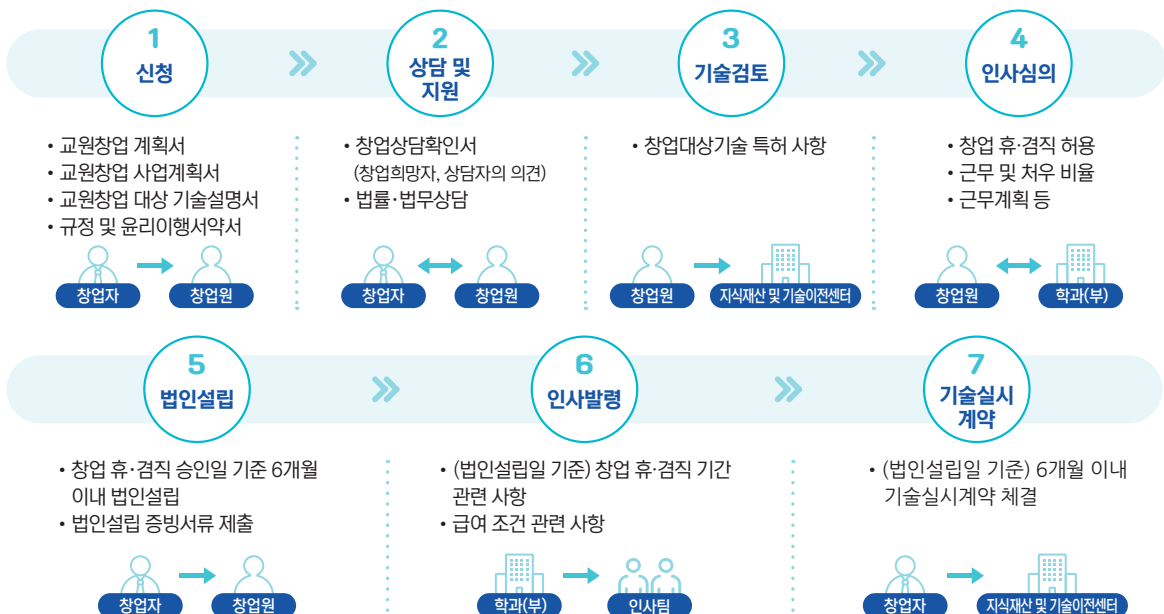 1
신청
2
상담 및
지원
3
기술검토
4
인사심의
• 교원창업 계획서
• 교원창업 사업계획서
• 교원창업 대상 기술설명서
• 규정 및 윤리이행서약서
창업자
창업원
• 창업상담확인서
(창업희망자, 상담자의 의견)
• 법률·법무상담
창업자
창업원
• 창업대상기술 특허 사항
창업원
지식재산 및 기술이전센터
• 창업 휴·겸직 허용
• 근무 및 처우 비율
• 근무계획 등
창업원
학과(부)
5
법인설립
6
인사발령
7
기술실시
계약
• 창업 휴·겸직 승인일 기준 6개월
이내 법인설립
• 법인설립 증빙서류 제출
창업자
창업원
• (법인설립일 기준) 창업 휴·겸직 기간
관련 사항
• 급여 조건 관련 사항
학과(부)
인사팀
• (법인설립일 기준) 6개월 이내
기술실시계약 체결
창업자
지식재산 및 기술이전센터